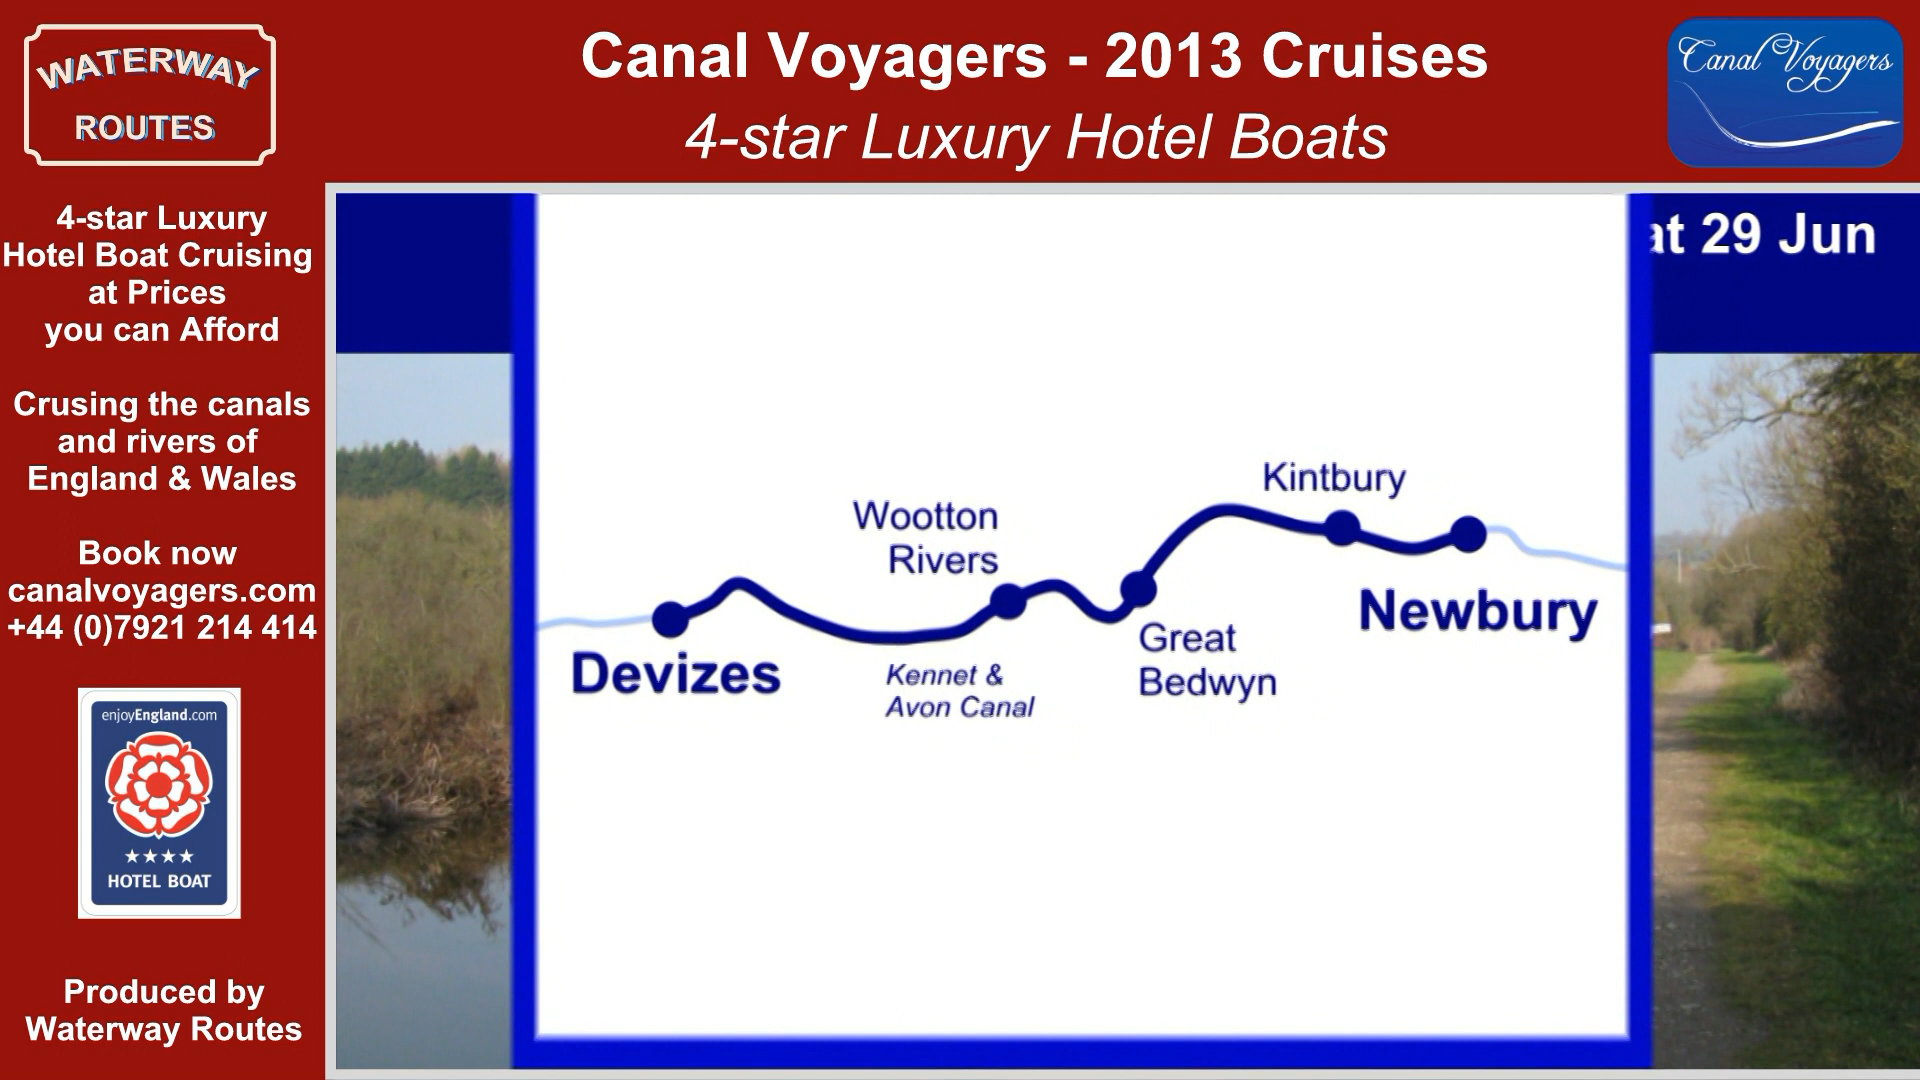 WATERWAY
ROUTES
Canal Voyagers - 2013 Cruises
4-star Luxury Hotel Boats
Canal Voyagers
4-star Luxury
Hotel Boat Cruising
at Prices
you can Afford
Crusing the canals
and rivers of
England & Wales
Book now
canalvoyagers.com
+44 (0)7921 214 414
enjoyEngland.com
HOTEL BOAT
Produced by
Waterway Routes
at 29 Jun
Kintbury
Wootton
Rivers
Newbury
Great
Bedwyn
Devizes
Kennet &
Avon Canal